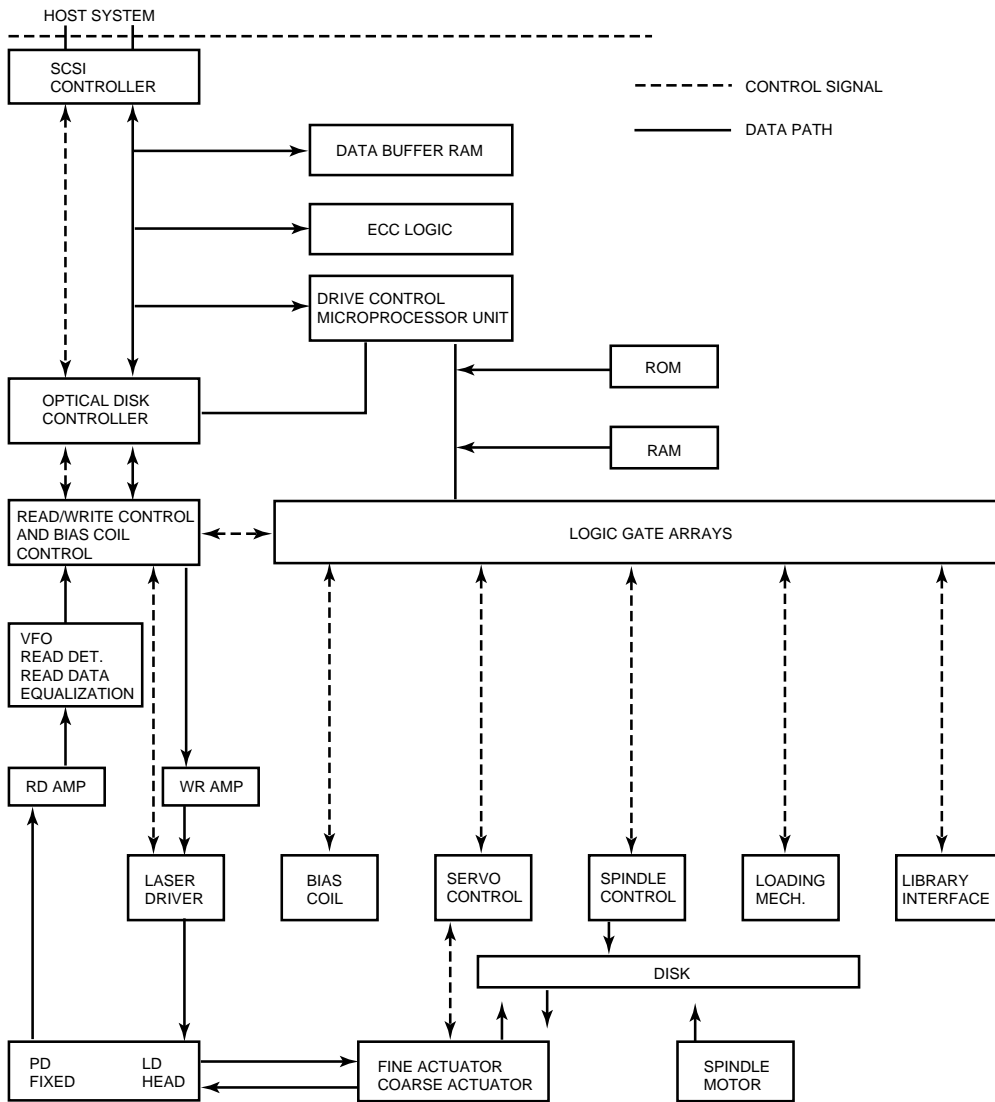 HOST SYSTEM
SCSI
CONTROLLER
CONTROL SIGNAL
DATA PATH
DATA BUFFER RAM
ECC LOGIC
DRIVE CONTROL
MICROPROCESSOR UNIT
ROM
OPTICAL DISK
CONTROLLER
RAM
READ/WRITE CONTROL
AND BIAS COIL
CONTROL
LOGIC GATE ARRAYS
VFO
READ DET.
READ DATA
EQUALIZATION
RD AMP
WR AMP
LASER
DRIVER
BIAS
COIL
SERVO
CONTROL
SPINDLE
CONTROL
LOADING
MECH.
LIBRARY
INTERFACE
DISK
PD
FIXED
LD
HEAD
FINE ACTUATOR
COARSE ACTUATOR
SPINDLE
MOTOR